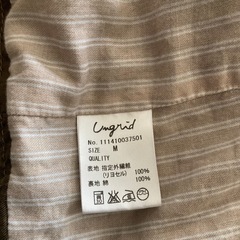 Ungrid
No. 111410037501
SIZE M
QUALITY
表地 指定外繊維
(リヨセル) 100%
裏地 綿 100%